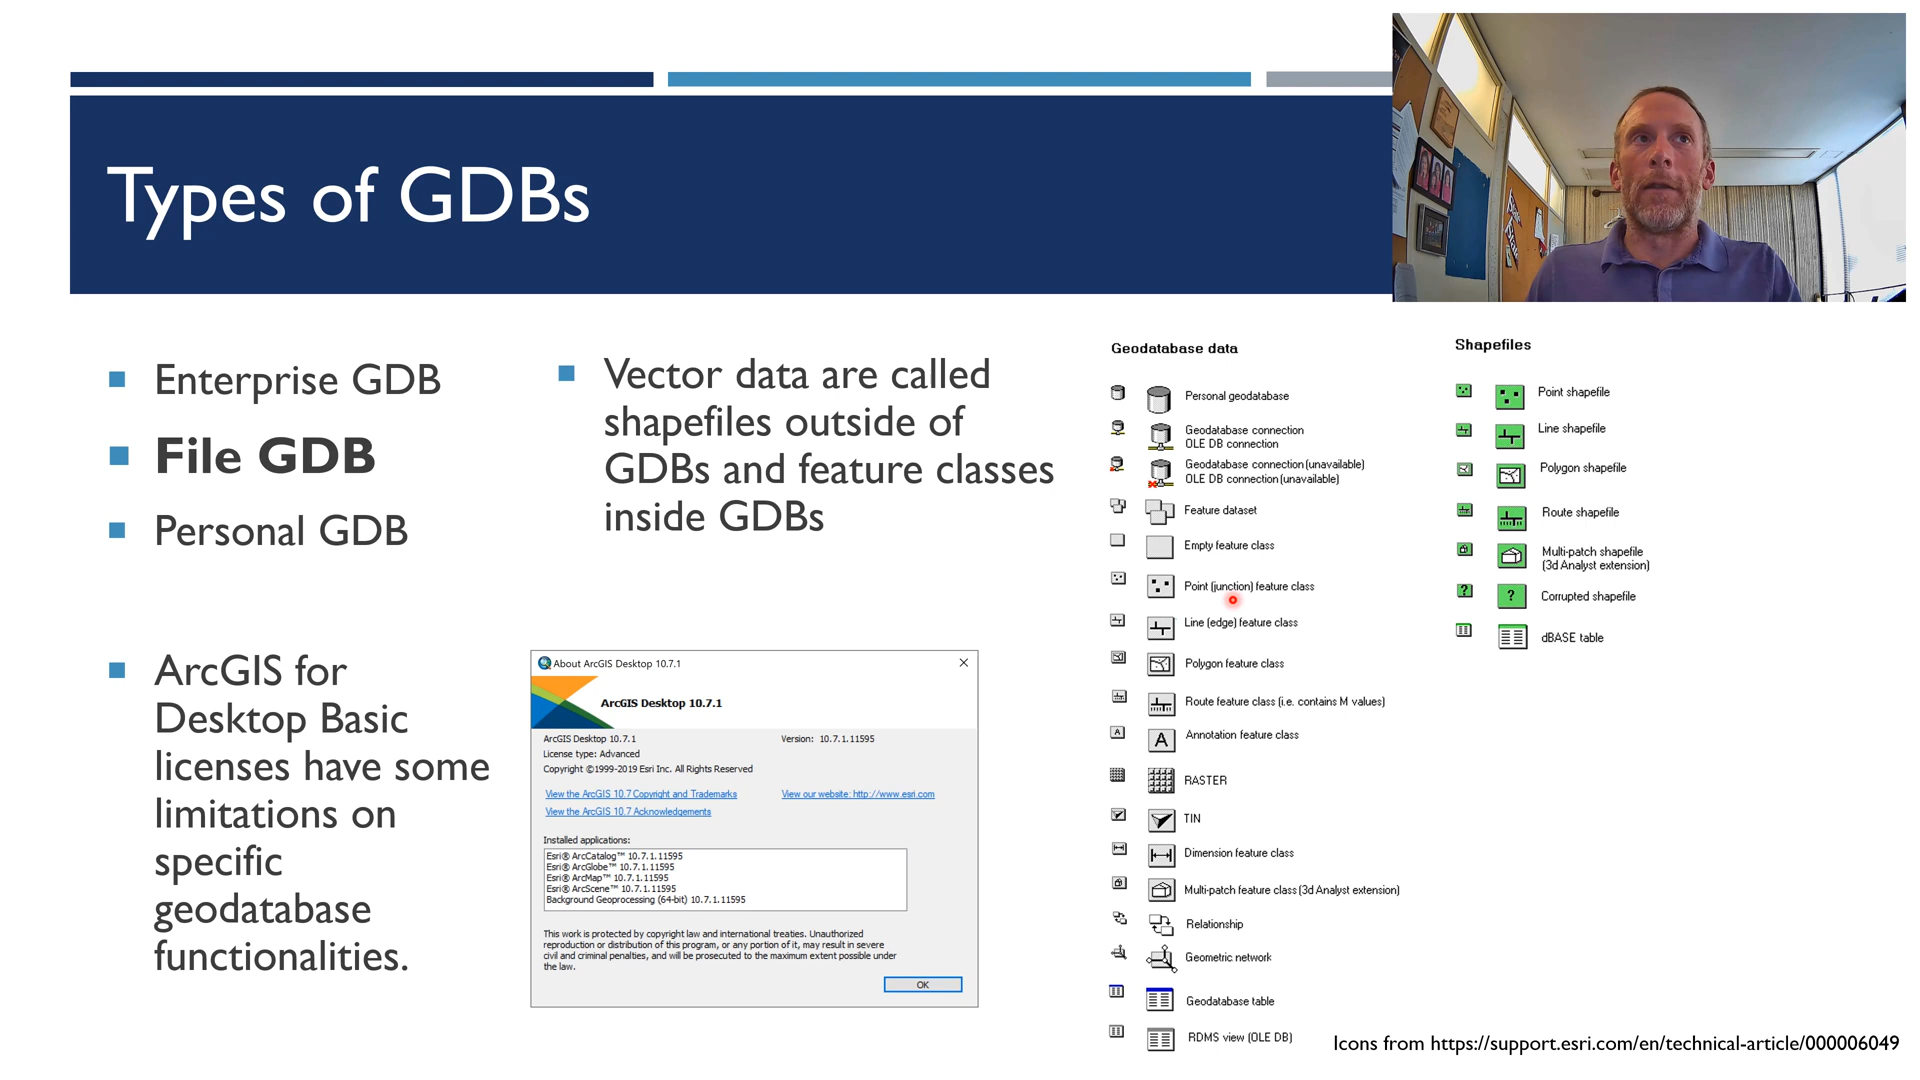 Types of GDBs
Enterprise GDB
File GDB
Personal GDB
ArcGIS for
Desktop Basic
licenses have some
limitations on
specific
geodatabase
functionalities.
Vector data are called
shapefiles outside of
GDBs and feature classes
inside GDBs
About ArcGIS Desktop 10.7.1
ArcGIS Desktop 10.7.1
ArcGIS Desktop 10.7.1
Version: 10.7.1.11595
License type: Advanced
Copyright ©1999-2019 Esri Inc. All Rights Reserved
View the ArcGIS 10.7 Copyright and Trademarks
View our website: http://www.esri.com
View the ArcGIS 10.7 Acknowledgements
Installed applications:
Esri® ArcCatalog™ 10.7.1.11595
Esri® ArcGlobe™ 10.7.1.11595
Esri® ArcMap™ 10.7.1.11595
Esri® ArcScene™ 10.7.1.11595
Background Geoprocessing (64-bit) 10.7.1.11595
This work is protected by copyright law and international treaties. Unauthorized
reproduction or distribution of this program, or any portion of it, may result in severe
civil and criminal penalties, and will be prosecuted to the maximum extent possible under
the law.
OK
Geodatabase data
Personal geodatabase
Geodatabase connection
OLE DB connection
Geodatabase connection (unavailable)
OLE DB connection (unavailable)
Feature dataset
Empty feature class
Point (junction) feature class
Line (edge) feature class
Polygon feature class
Route feature class (i.e. contains M values)
A
A
Annotation feature class
RASTER
TIN
Dimension feature class
Multi-patch feature class (3d Analyst extension)
Relationship
Geometric network
Geodatabase table
RDMS view (OLE DB)
Shapefiles
Point shapefile
Line shapefile
Polygon shapefile
Route shapefile
Multi-patch shapefile
(3d Analyst extension)
?
?
Corrupted shapefile
dBASE table
Icons from https://support.esri.com/en/technical-article/000006049